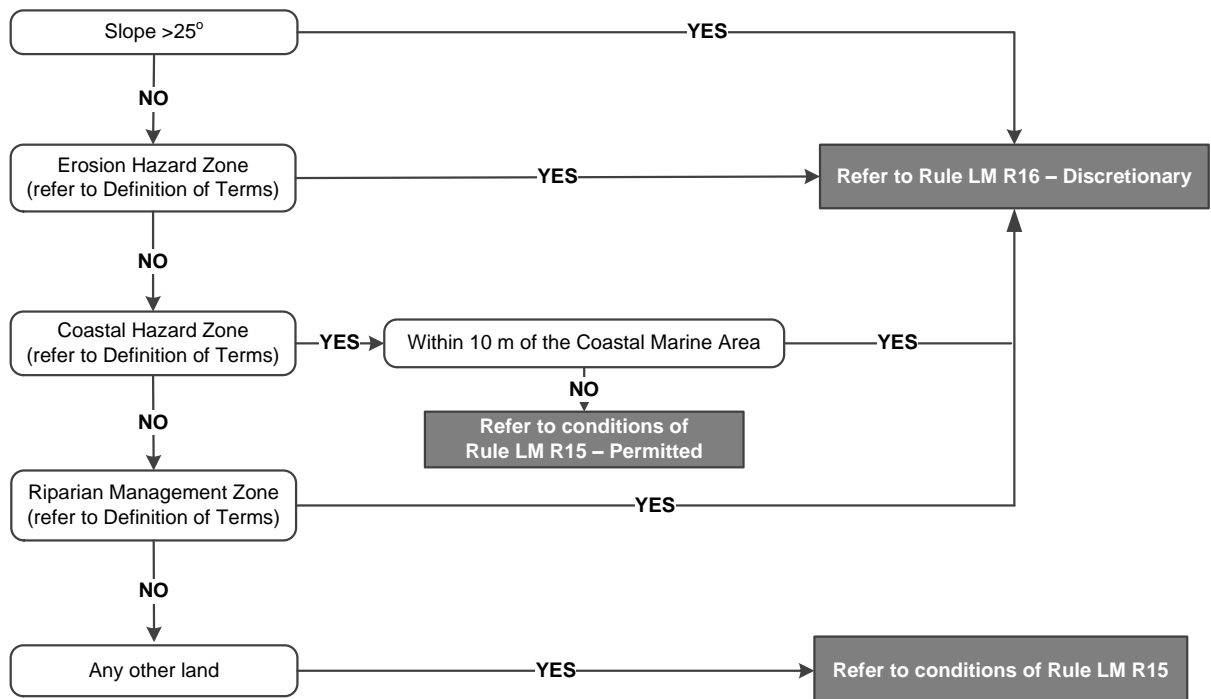 Slope >25°
YES
NO
Erosion Hazard Zone
(refer to Definition of Terms)
YES
Refer to Rule LM R16 – Discretionary
NO
Coastal Hazard Zone
(refer to Definition of Terms)
YES
Within 10 m of the Coastal Marine Area
YES
NO
Refer to conditions of
Rule LM R15 – Permitted
NO
Riparian Management Zone
(refer to Definition of Terms)
YES
NO
Any other land
YES
Refer to conditions of Rule LM R15